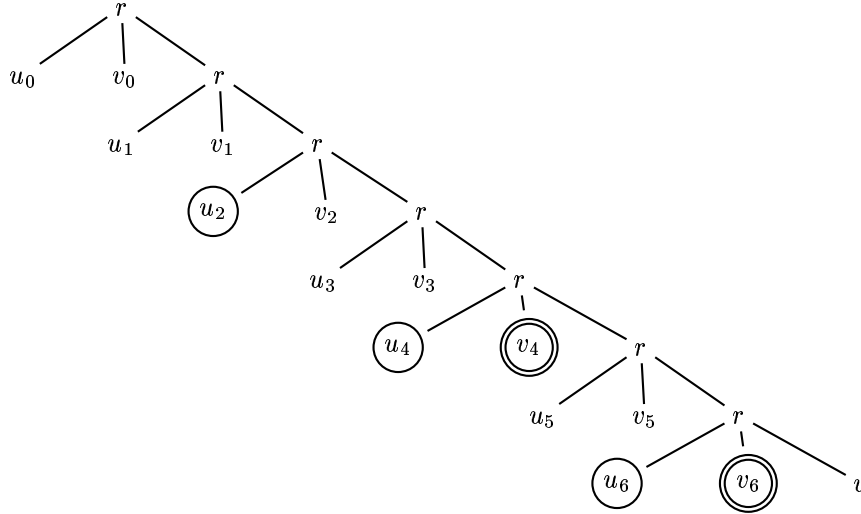 r
u₀ v₀ r
u₁ v₁ r
u₂ v₂ r
u₃ v₃ r
u₄ v₄ r
u₅ v₅ r
u₆ v₆